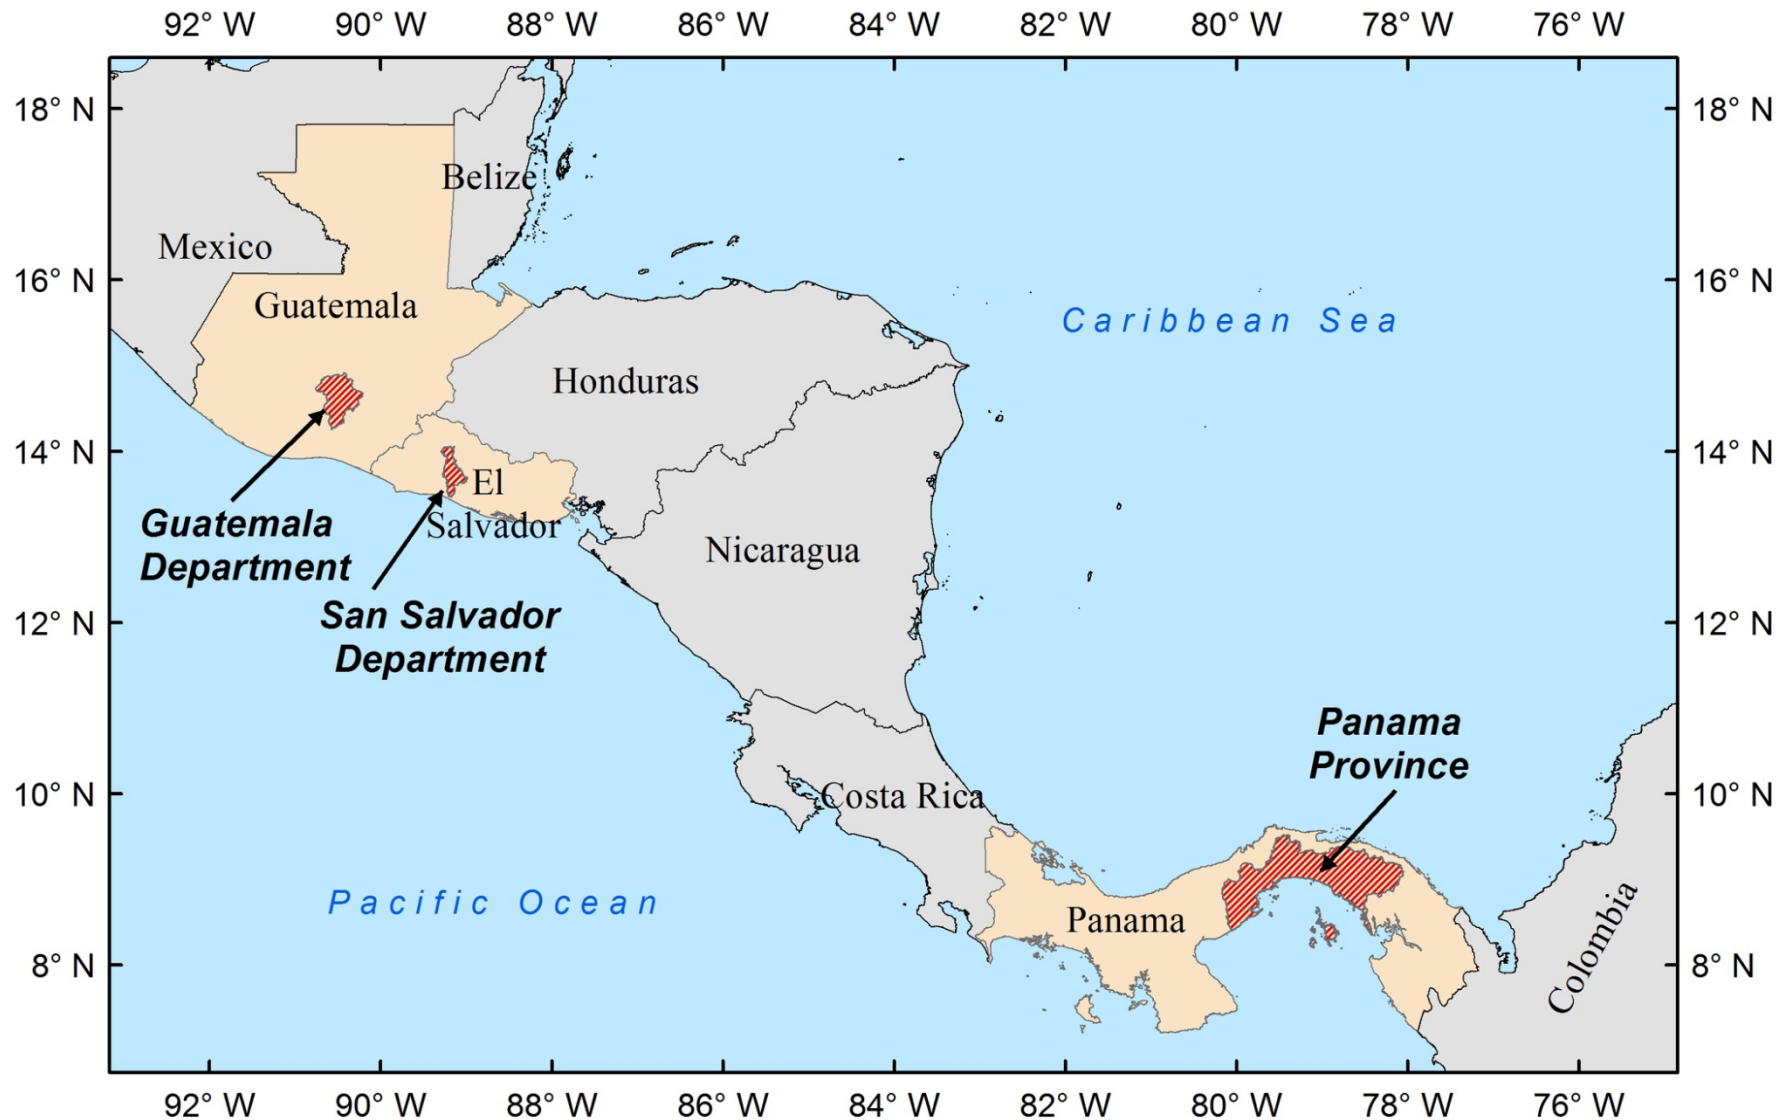 92° W 90° W 88° W 86° W 84° W 82° W 80° W 78° W 76° W
18° N 18° N
Belize
Mexico
16° N 16° N
Guatemala
Caribbean Sea
Honduras
14° N 14° N
El
Salvador
Guatemala
Department
Nicaragua
San Salvador
Department
12° N 12° N
Panama
Province
10° N 10° N
Costa Rica
Pacific Ocean
Panama
Colombia
8° N 8° N
92° W 90° W 88° W 86° W 84° W 82° W 80° W 78° W 76° W